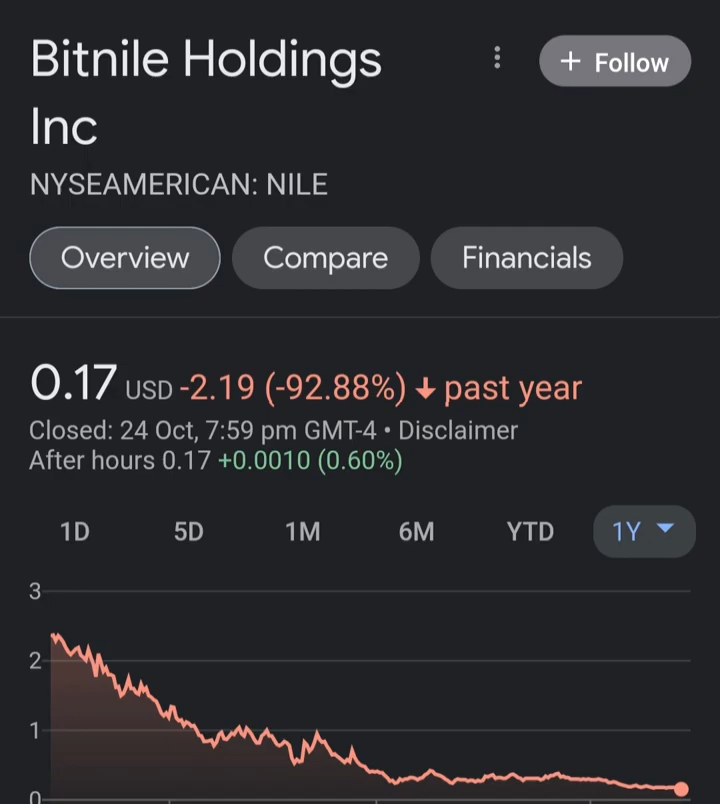 Bitnile Holdings
Inc
+ Follow
NYSEAMERICAN: NILE
Overview
Compare
Financials
0.17 USD -2.19 (-92.88%) ↓ past year
Closed: 24 Oct, 7:59 pm GMT-4 • Disclaimer
After hours 0.17 +0.0010 (0.60%)
1D 5D 1M 6M YTD 1Y
3
2
1
0